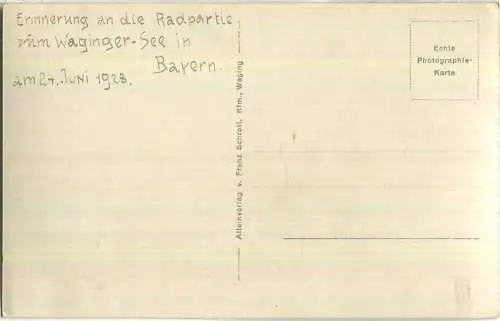 Erinnerung an die Radpartie
zum Waginger-See in
Bayern.
am 24. Juni 1928.
Alleinverlag v. Franz Schrott, Kfm., Waging
Echte
Photographie-
Karte